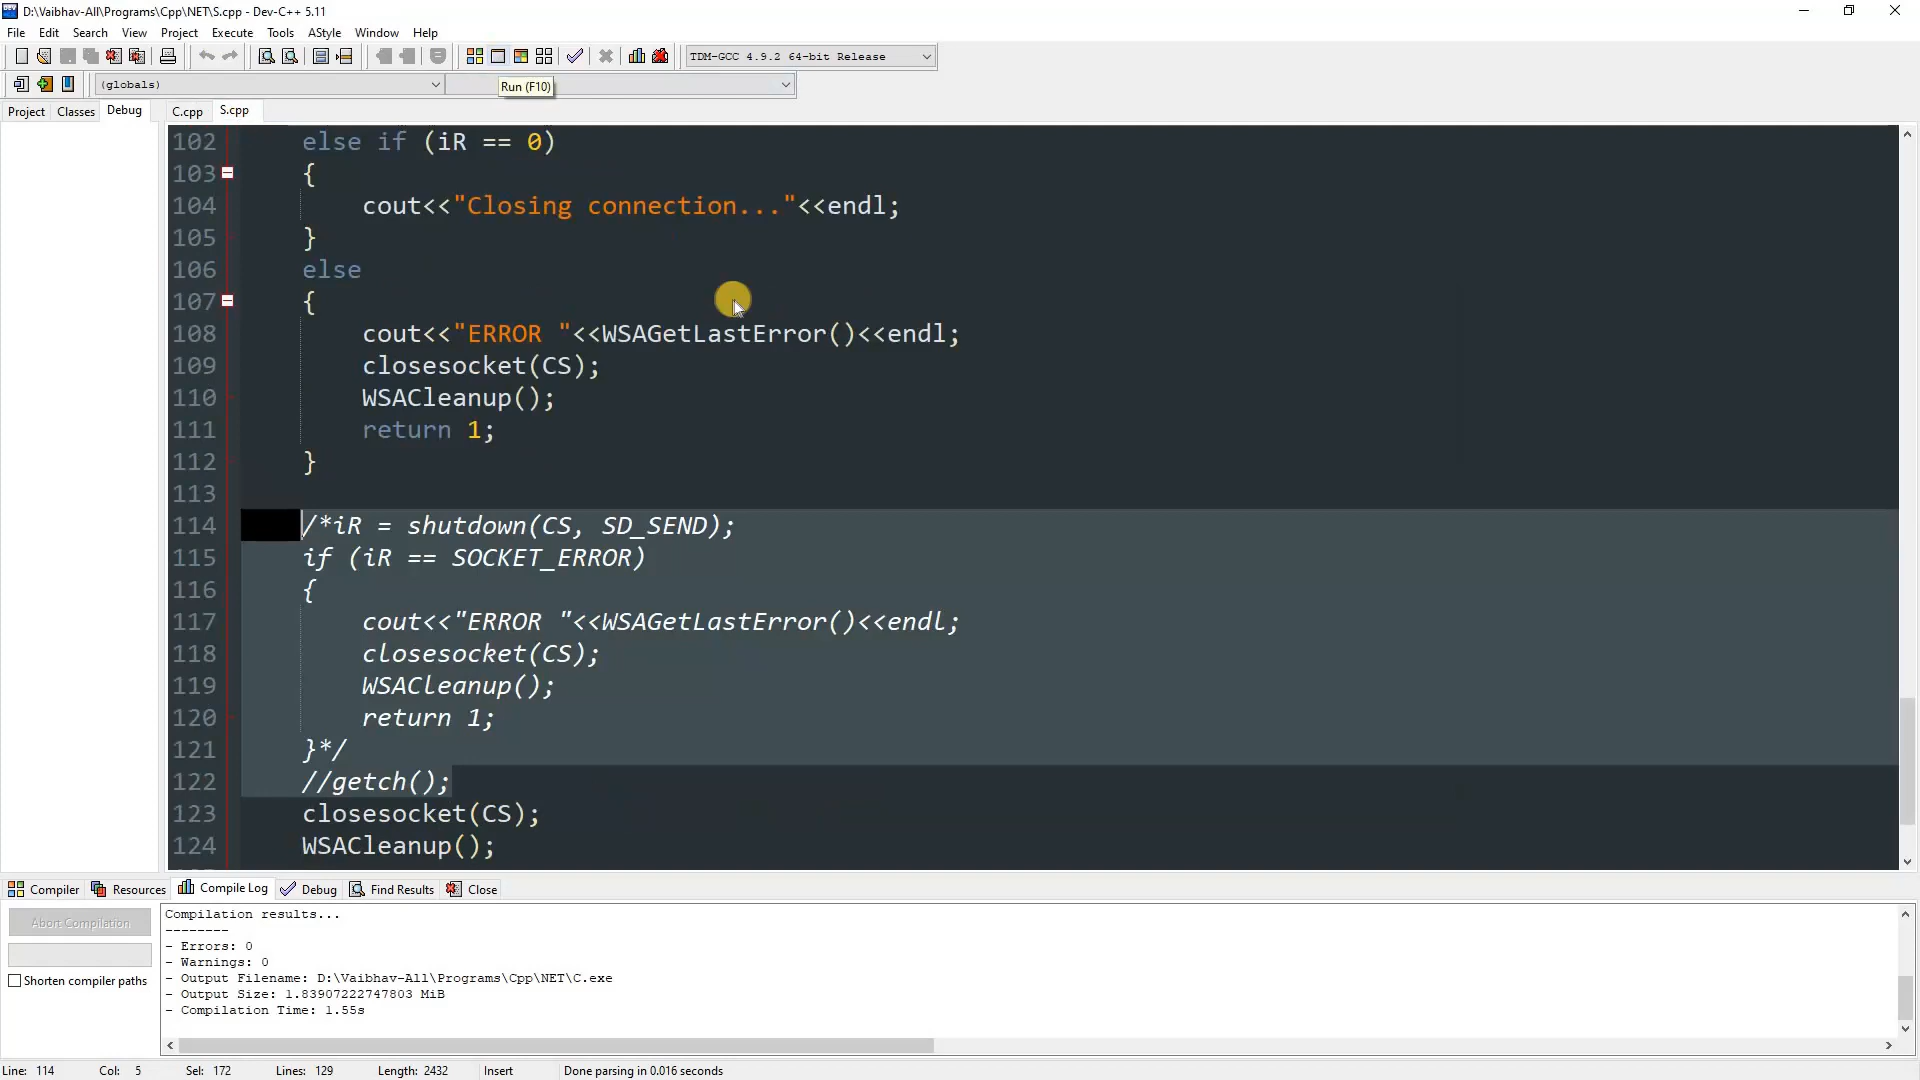 D:\Vaibhav-All\Programs\Cpp\NET\S.cpp - Dev-C++ 5.11
File Edit Search View Project Execute Tools AStyle Window Help
TDM-GCC 4.9.2 64-bit Release
(globals)
Run (F10)
Project Classes Debug C.cpp S.cpp
102 else if (iR == 0)
103 {
104 cout<<"Closing connection..."<<endl;
105 }
106 else
107 {
108 cout<<"ERROR "<<WSAGetLastError()<<endl;
109 closesocket(CS);
110 WSACleanup();
111 return 1;
112 }
113
114 /*iR = shutdown(CS, SD_SEND);
115 if (iR == SOCKET_ERROR)
116 {
117 cout<<"ERROR "<<WSAGetLastError()<<endl;
118 closesocket(CS);
119 WSACleanup();
120 return 1;
121 }*/
122 //getch();
123 closesocket(CS);
124 WSACleanup();
Compiler Resources Compile Log Debug Find Results Close
Abort Compilation
Shorten compiler paths
Compilation results...
--------
- Errors: 0
- Warnings: 0
- Output Filename: D:\Vaibhav-All\Programs\Cpp\NET\C.exe
- Output Size: 1.83907222747803 MiB
- Compilation Time: 1.55s
Line: 114 Col: 5 Sel: 172 Lines: 129 Length: 2432 Insert Done parsing in 0.016 seconds